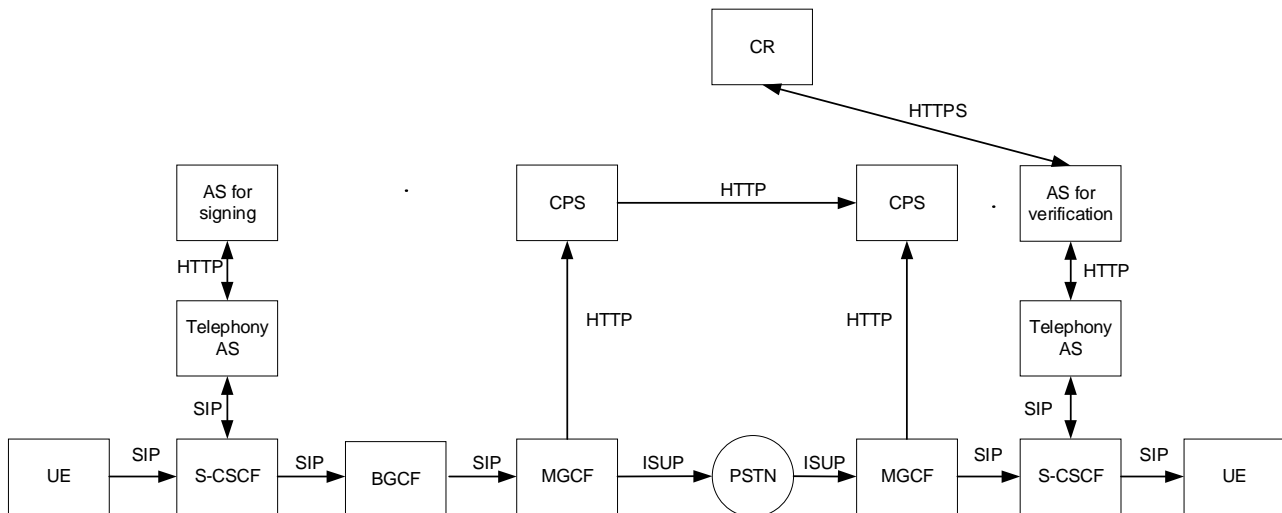 CR
HTTPS
AS for
signing
CPS
HTTP
CPS
AS for
verification
HTTP
HTTP
Telephony
AS
HTTP
HTTP
Telephony
AS
SIP
SIP
UE
SIP
S-CSCF
SIP
BGCF
SIP
MGCF
ISUP
PSTN
ISUP
MGCF
SIP
S-CSCF
SIP
UE